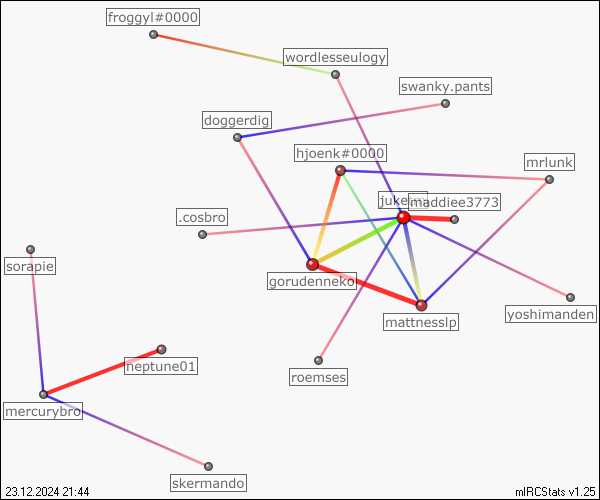 froggyl#0000
wordlesseulogy
swanky.pants
doggerdig
hjoenk#0000
mrlunk
maddiee3773
.cosbro
sorapie
gorudenneko
yoshimanden
mattnesslp
neptune01
roemses
mercurybro
skermando
23.12.2024 21:44
mIRCStats v1.25